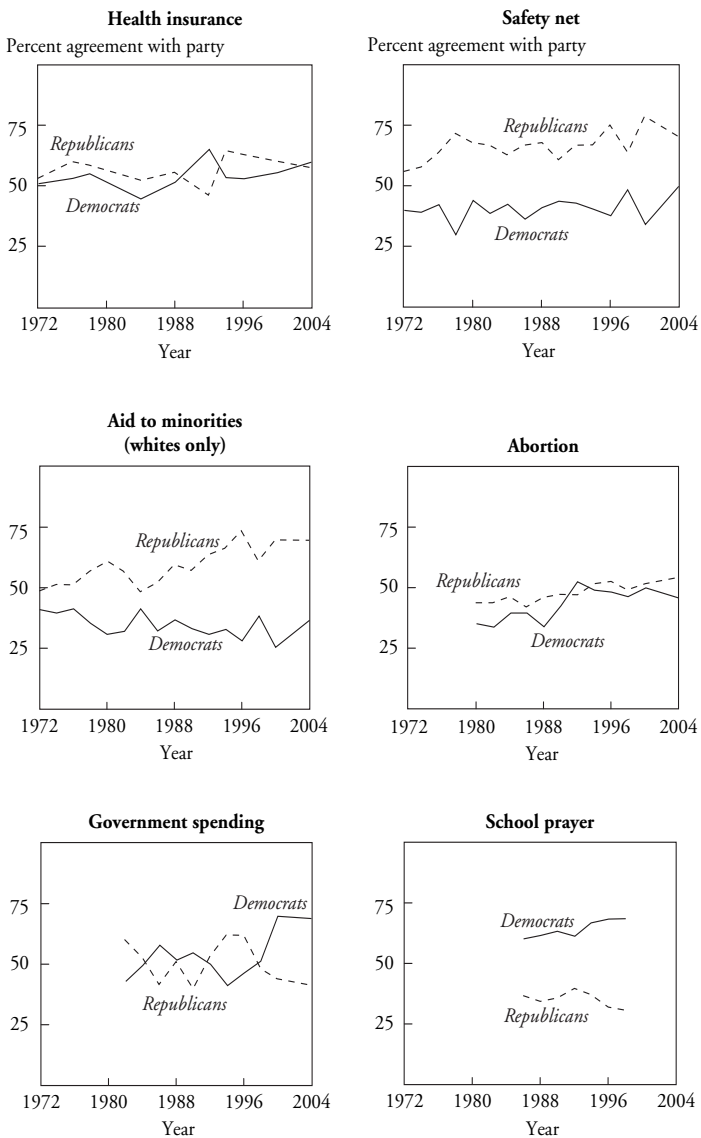 Health insurance
Percent agreement with party
75
50
25
Republicans
Democrats
1972 1980 1988 1996 2004
Year
Safety net
Percent agreement with party
75
50
25
Republicans
Democrats
1972 1980 1988 1996 2004
Year
Aid to minorities
(whites only)
75
50
25
Republicans
Democrats
1972 1980 1988 1996 2004
Year
Abortion
75
50
25
Republicans
Democrats
1972 1980 1988 1996 2004
Year
Government spending
75
50
25
Democrats
Republicans
1972 1980 1988 1996 2004
Year
School prayer
75
50
25
Democrats
Republicans
1972 1980 1988 1996 2004
Year